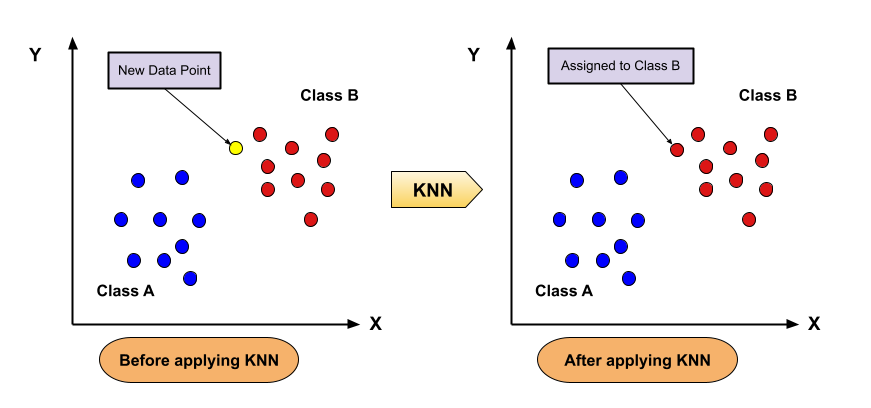 Y
New Data Point
Class B
Class A
X
Before applying KNN
KNN
Y
Assigned to Class B
Class B
Class A
X
After applying KNN